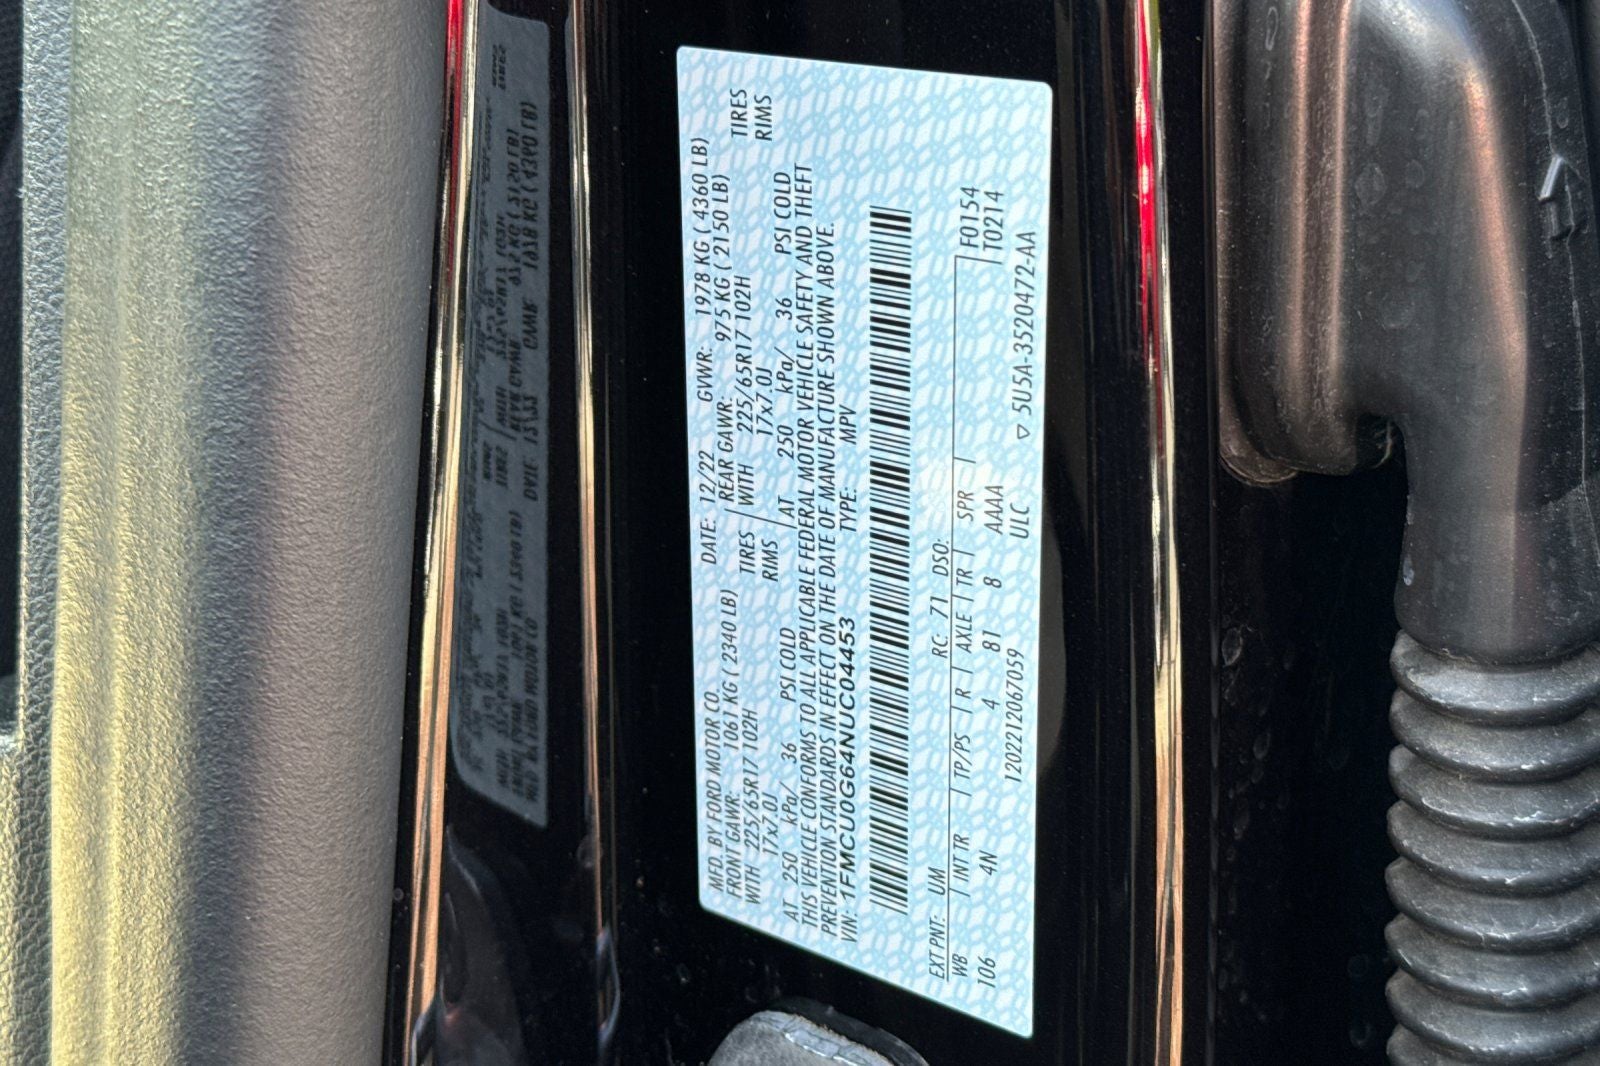 MFD. BY FORD MOTOR CO.
DATE: 12/22 GVWR: 1978 KG ( 4360 LB)
FRONT GAWR: 1061 KG ( 2340 LB)
REAR GAWR: 975 KG ( 2150 LB)
WITH 225/65R17 102H TIRES
WITH 225/65R17 102H TIRES
17x7.0J RIMS
17x7.0J RIMS
AT 250 kPa/ 36 PSI COLD
AT 250 kPa/ 36 PSI COLD
THIS VEHICLE CONFORMS TO ALL APPLICABLE FEDERAL MOTOR VEHICLE SAFETY AND THEFT
PREVENTION STANDARDS IN EFFECT ON THE DATE OF MANUFACTURE SHOWN ABOVE.
VIN: 1FMCU0G64NUC04453 TYPE: MPV
EXT PNT: UM RC: 71 DSO: F0154
WB | INT TR | TP/PS | R | AXLE | TR | SPR | T0214
106 4N 4 81 8 AAAA
1202212067059 ULC ▽ 5U5A-3520472-AA